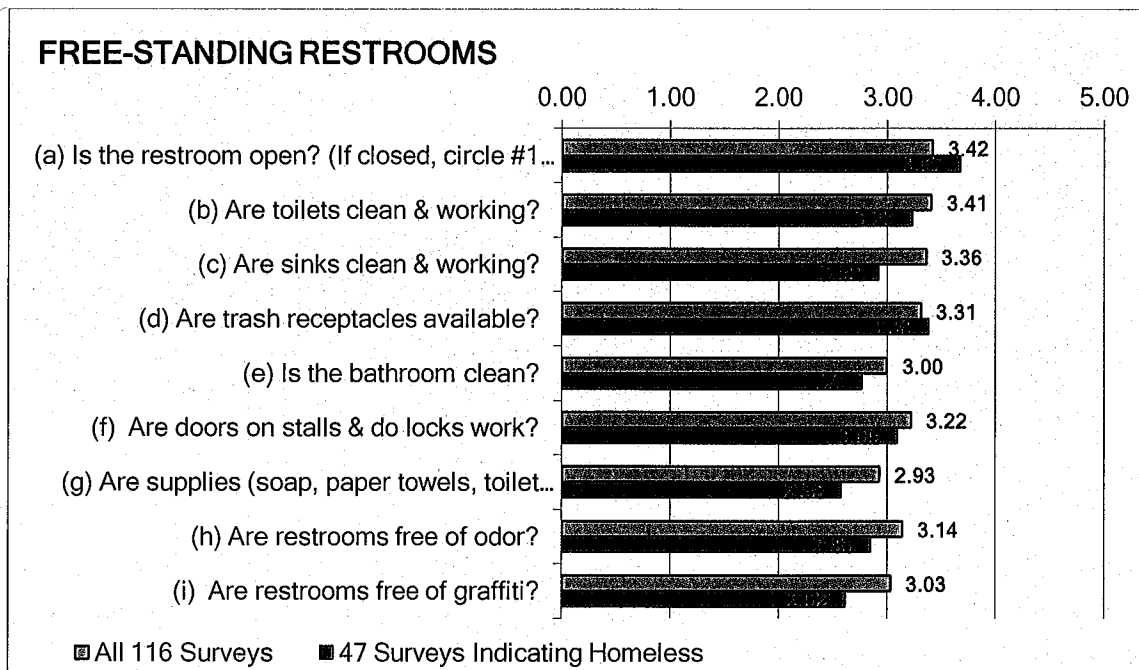 FREE-STANDING RESTROOMS
0.00 1.00 2.00 3.00 4.00 5.00
(a) Is the restroom open? (If closed, circle #1... 3.42
(b) Are toilets clean & working? 3.41
(c) Are sinks clean & working? 3.36
(d) Are trash receptacles available? 3.31
(e) Is the bathroom clean? 3.00
(f) Are doors on stalls & do locks work? 3.22
(g) Are supplies (soap, paper towels, toilet... 2.93
(h) Are restrooms free of odor? 3.14
(i) Are restrooms free of graffiti? 3.03
All 116 Surveys 47 Surveys Indicating Homeless